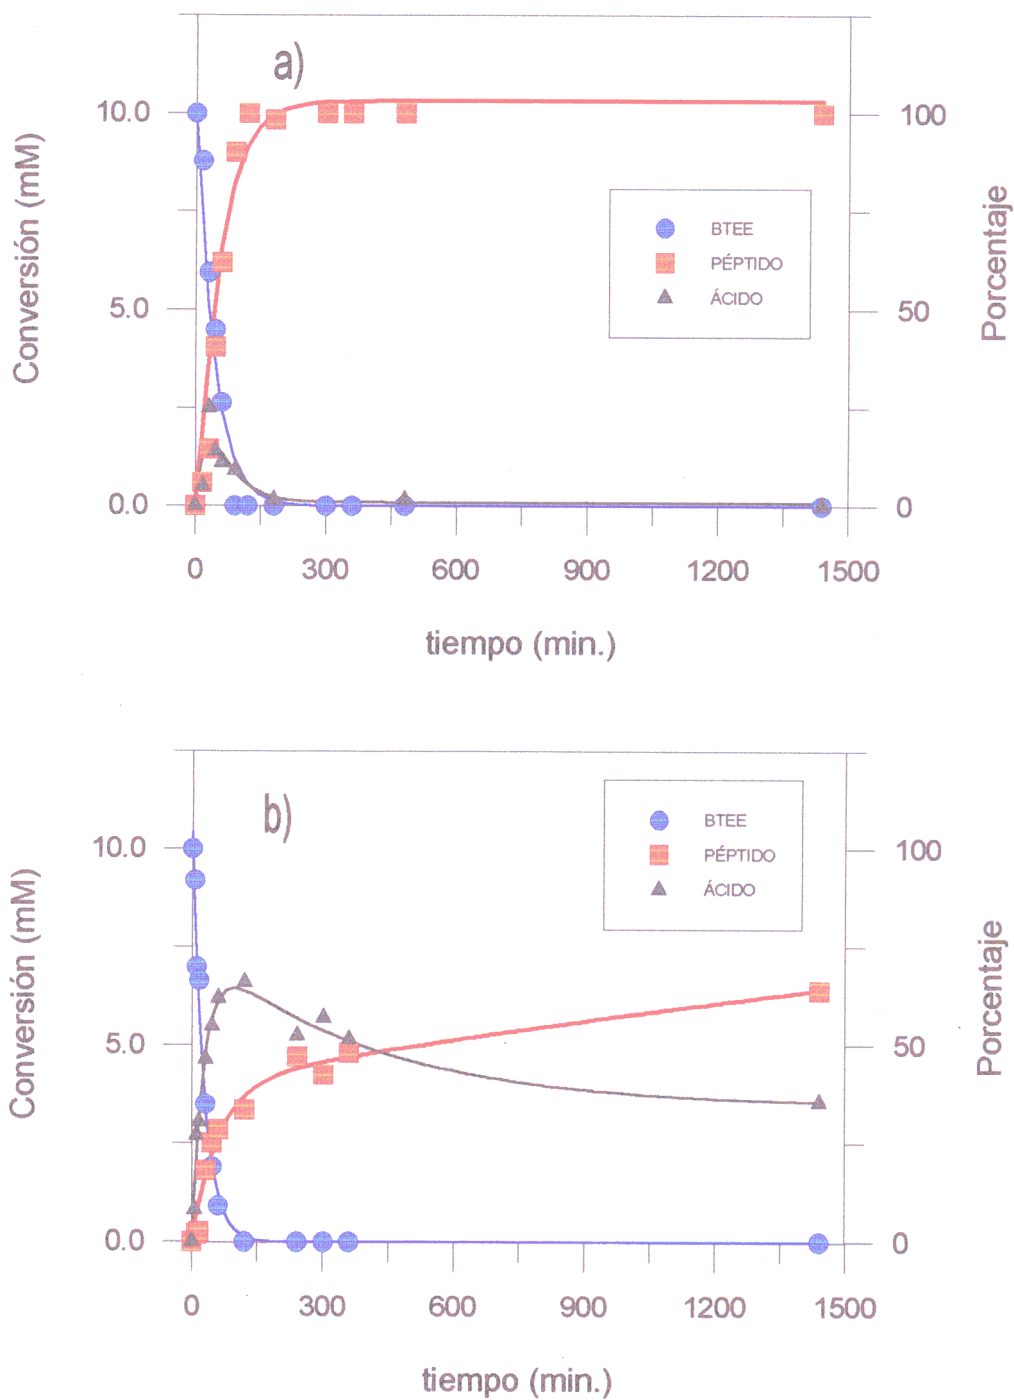 a)
Conversión (mM)
10.0
5.0
0.0
BTEE
PÉPTIDO
ÁCIDO
100
50
0
Porcentaje
0 300 600 900 1200 1500
tiempo (min.)
b)
Conversión (mM)
10.0
5.0
0.0
BTEE
PÉPTIDO
ÁCIDO
100
50
0
Porcentaje
0 300 600 900 1200 1500
tiempo (min.)